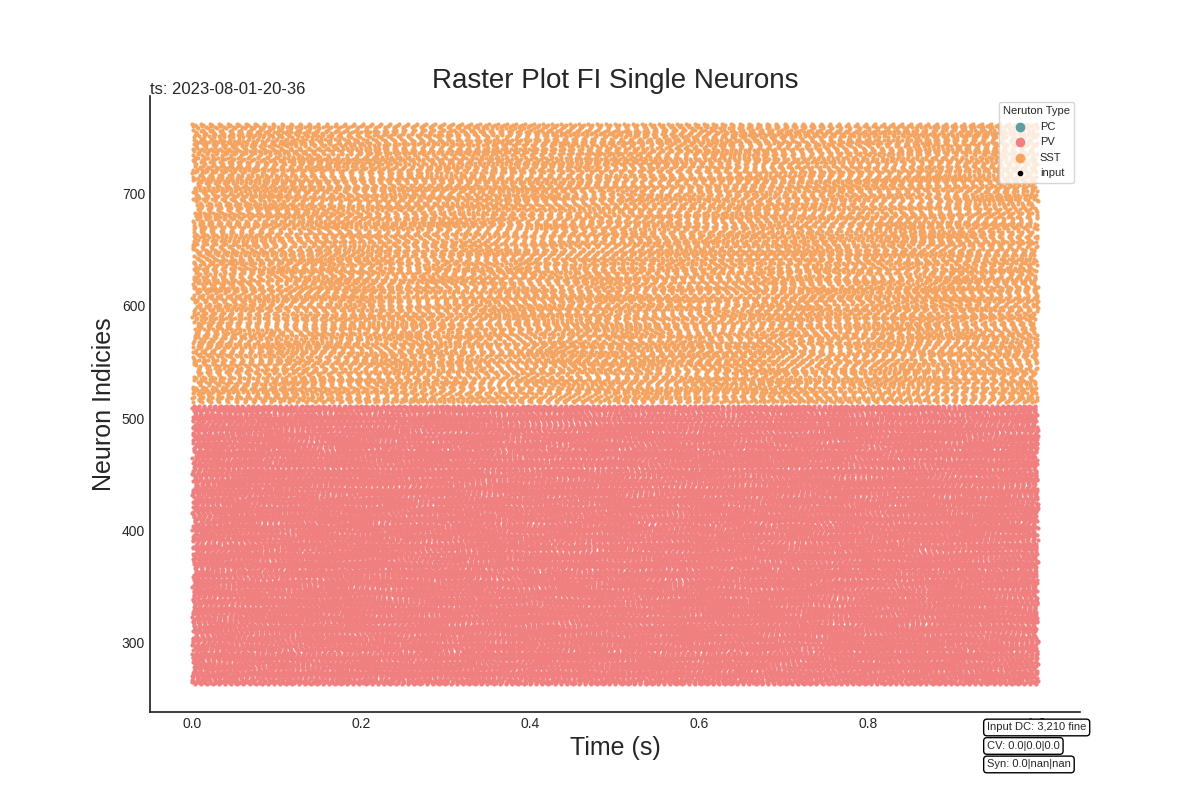 Raster Plot FI Single Neurons
ts: 2023-08-01-20-36
Neruton Type
PC
PV
SST
input
700
600
500
400
300
Neuron Indicies
0.0 0.2 0.4 0.6 0.8
Time (s)
Input DC: 3,210 fine
CV: 0.0|0.0|0.0
Syn: 0.0|nan|nan